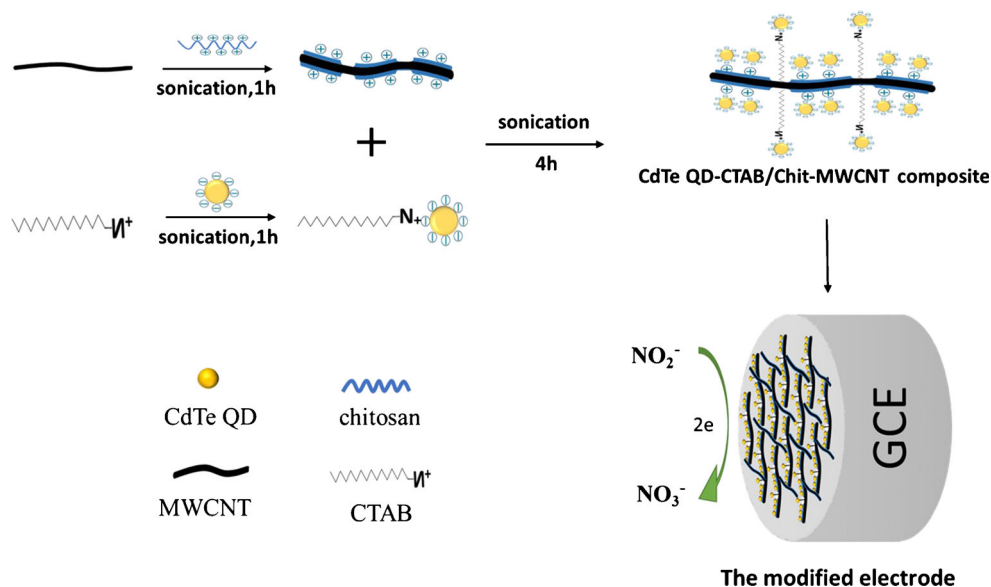 sonication,1h
+
sonication
4h
CdTe QD-CTAB/Chit-MWCNT composite
N+
sonication,1h
N+
CdTe QD
chitosan
MWCNT
N+
CTAB
NO₂⁻
2e
NO₃⁻
GCE
The modified electrode